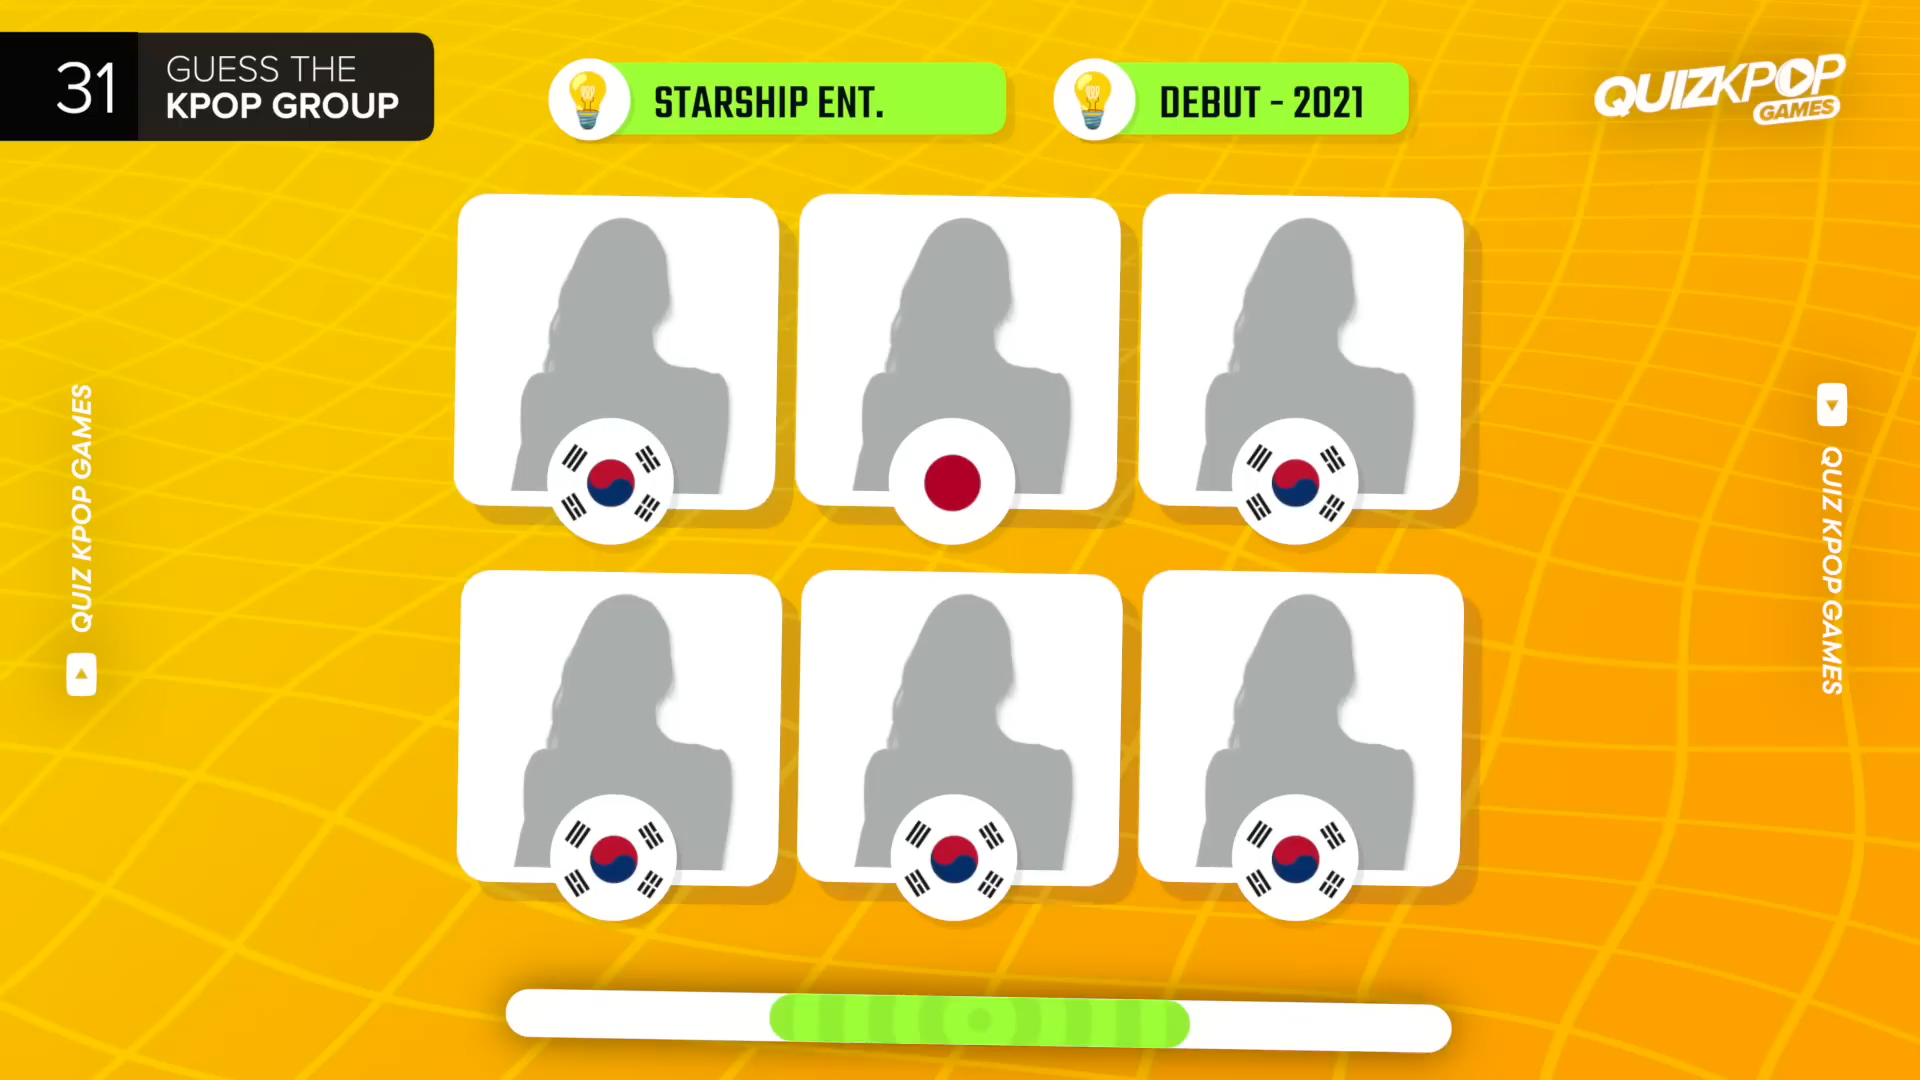 31
GUESS THE
KPOP GROUP
STARSHIP ENT.
DEBUT - 2021
QUIZKPOP
GAMES
QUIZ KPOP GAMES
QUIZ KPOP GAMES